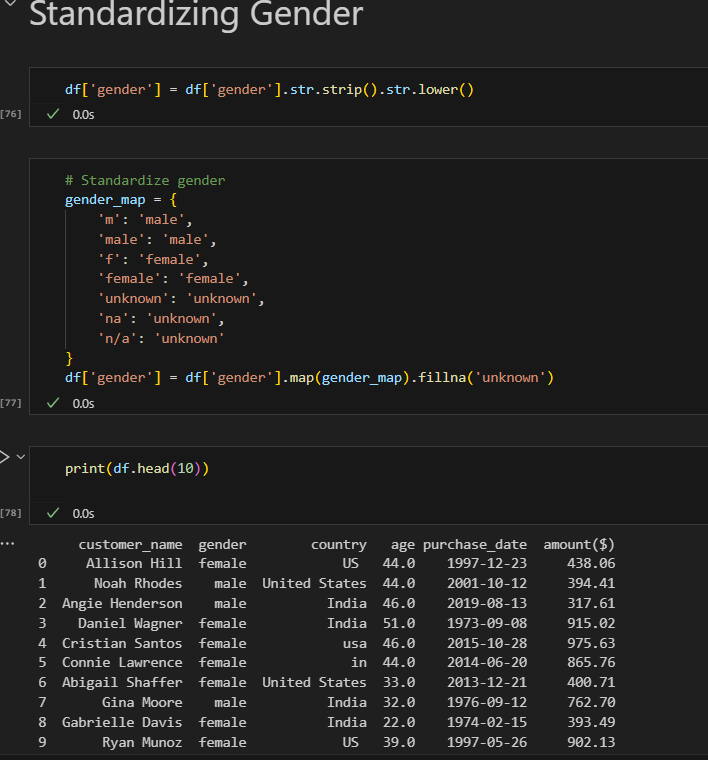 Standardizing Gender
df['gender'] = df['gender'].str.strip().str.lower()
[76]
0.0s
# Standardize gender
gender_map = {
    'm': 'male',
    'male': 'male',
    'f': 'female',
    'female': 'female',
    'unknown': 'unknown',
    'na': 'unknown',
    'n/a': 'unknown'
}
df['gender'] = df['gender'].map(gender_map).fillna('unknown')
[77]
0.0s
print(df.head(10))
[78]
0.0s
...
customer_name gender country age purchase_date amount($)
0 Allison Hill female US 44.0 1997-12-23 438.06
1 Noah Rhodes male United States 44.0 2001-10-12 394.41
2 Angie Henderson male India 46.0 2019-08-13 317.61
3 Daniel Wagner female India 51.0 1973-09-08 915.02
4 Cristian Santos female usa 46.0 2015-10-28 975.63
5 Connie Lawrence female in 44.0 2014-06-20 865.76
6 Abigail Shaffer female United States 33.0 2013-12-21 400.71
7 Gina Moore male India 32.0 1976-09-12 762.70
8 Gabrielle Davis female India 22.0 1974-02-15 393.49
9 Ryan Munoz female US 39.0 1997-05-26 902.13